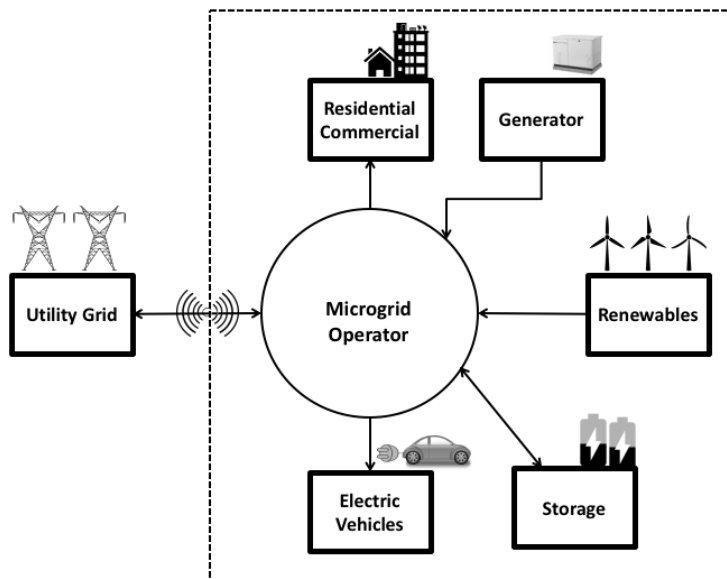 Residential
Commercial
Generator
Utility Grid
Microgrid
Operator
Renewables
Electric
Vehicles
Storage